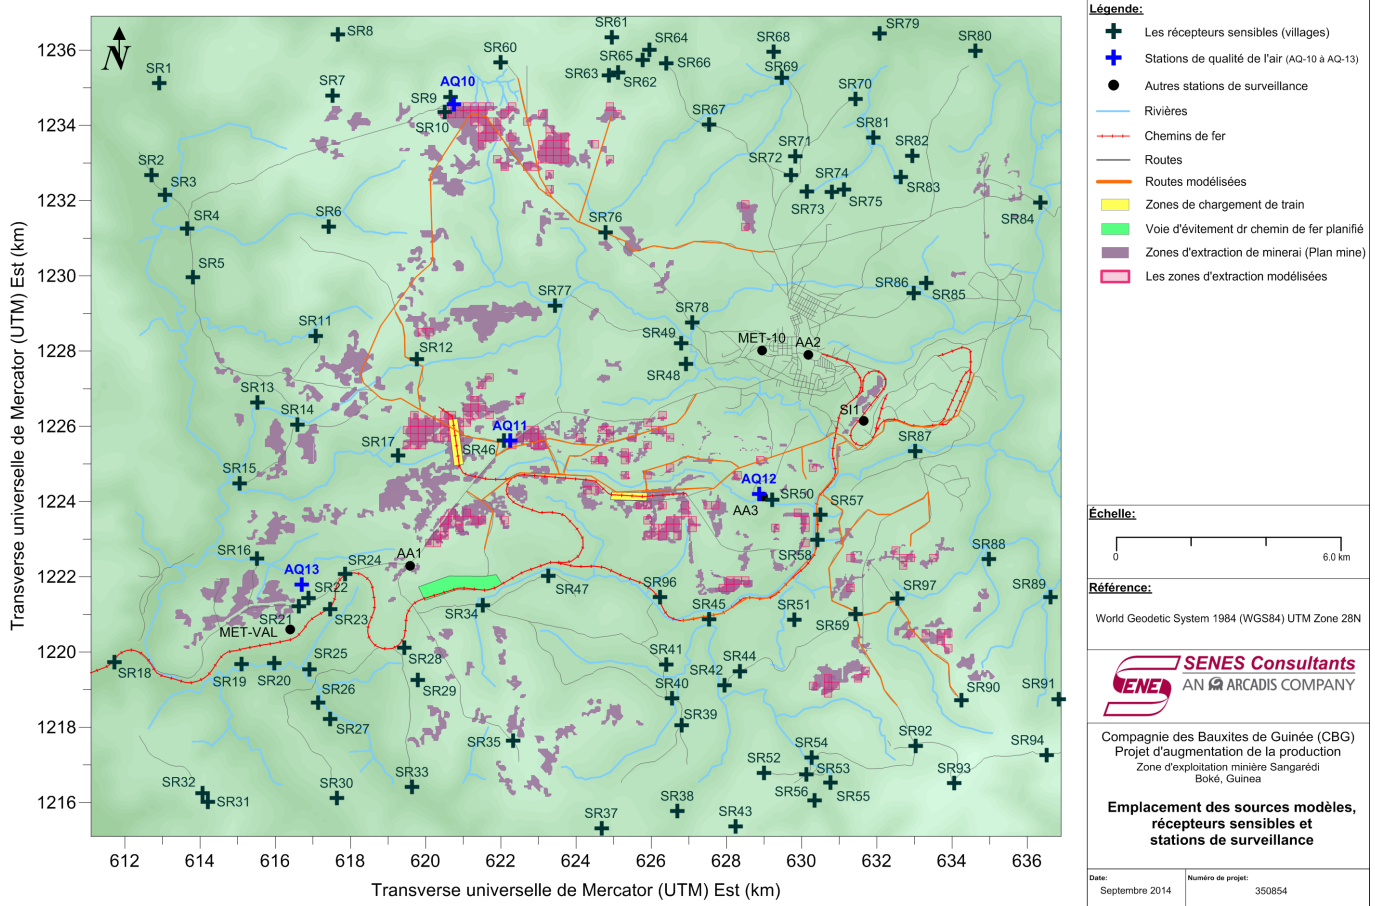 Transverse universelle de Mercator (UTM) Est (km)
1236
1234
1232
1230
1228
1226
1224
1222
1220
1218
1216
N
SR8
SR61
SR79
SR64
SR68
SR80
SR60
SR65
SR66
SR1
SR7
AQ10
SR63
SR62
SR69
SR9
SR70
SR10
SR67
SR81
SR71
SR82
SR2
SR72
SR74
SR3
SR83
SR73
SR75
SR4
SR6
SR76
SR84
SR5
SR77
SR86
SR85
SR78
SR11
SR49
MET-10
AA2
SR12
SR48
SR13
SR14
SI1
AQ11
SR17
SR46
SR87
SR15
AQ12
SR50
SR57
AA3
SR16
AA1
SR24
SR58
SR88
AQ13
SR22
SR96
SR97
SR89
SR21
SR23
SR34
SR47
SR45
SR51
SR59
MET-VAL
SR18
SR19
SR20
SR25
SR28
SR41
SR42
SR44
SR26
SR29
SR40
SR90
SR91
SR27
SR39
SR35
SR92
SR94
SR54
SR52
SR53
SR32
SR30
SR33
SR93
SR31
SR56
SR55
SR38
SR37
SR43
612
614
616
618
620
622
624
626
628
630
632
634
636
Transverse universelle de Mercator (UTM) Est (km)
Légende:
Les récepteurs sensibles (villages)
Stations de qualité de l'air (AQ-10 à AQ-13)
Autres stations de surveillance
Rivières
Chemins de fer
Routes
Routes modélisées
Zones de chargement de train
Voie d'évitement dr chemin de fer planifié
Zones d'extraction de minerai (Plan mine)
Les zones d'extraction modélisées
Échelle:
0
6.0 km
Référence:
World Geodetic System 1984 (WGS84) UTM Zone 28N
SENES
SENES Consultants
AN ARCADIS COMPANY
Compagnie des Bauxites de Guinée (CBG)
Projet d'augmentation de la production
Zone d'exploitation minière Sangarédi
Boké, Guinea
Emplacement des sources modèles,
récepteurs sensibles et
stations de surveillance
Date:
Septembre 2014
Numéro de projet:
350854